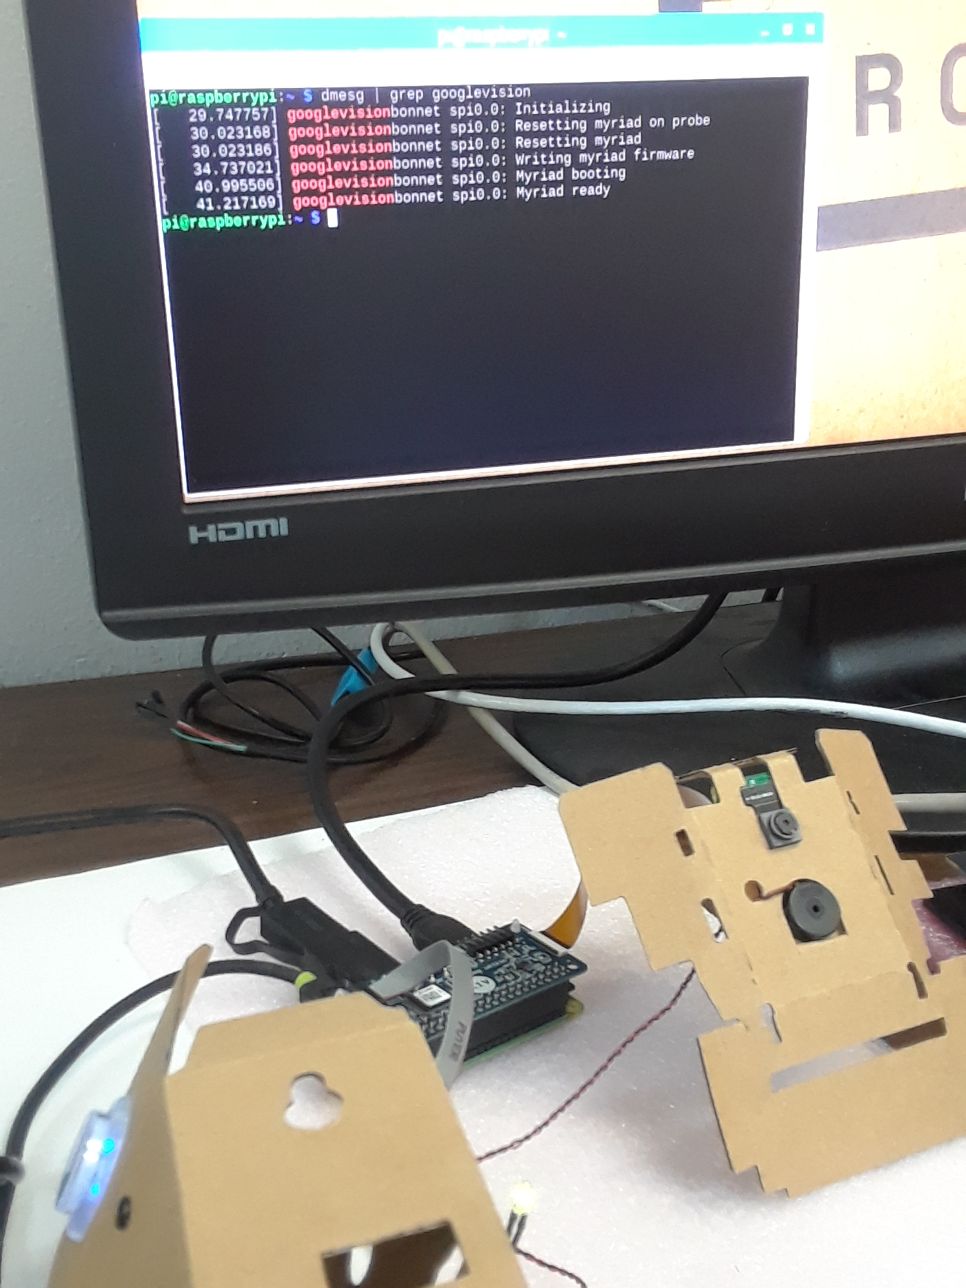 pi@raspberrypi: ~
pi@raspberrypi:~ $ dmesg | grep googlevision
[   29.747757] googlevisionbonnet spi0.0: Initializing
[   30.023168] googlevisionbonnet spi0.0: Resetting myriad on probe
[   30.023186] googlevisionbonnet spi0.0: Resetting myriad
[   34.737021] googlevisionbonnet spi0.0: Writing myriad firmware
[   40.995506] googlevisionbonnet spi0.0: Myriad booting
[   41.217169] googlevisionbonnet spi0.0: Myriad ready
pi@raspberrypi:~ $
R
HDMI